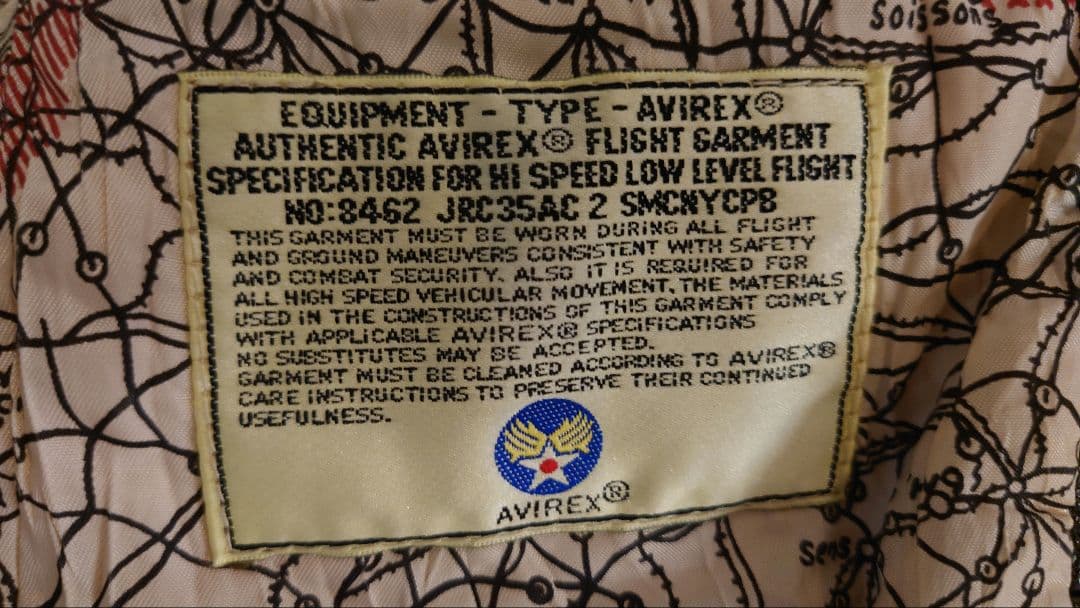 Soissons
EQUIPMENT - TYPE - AVIREX®
AUTHENTIC AVIREX® FLIGHT GARMENT
SPECIFICATION FOR HI SPEED LOW LEVEL FLIGHT
NO:8462 JRC35AC 2 SMCNYCPB
THIS GARMENT MUST BE WORN DURING ALL FLIGHT
AND GROUND MANEUVERS CONSISTENT WITH SAFETY
AND COMBAT SECURITY. ALSO IT IS REQUIRED FOR
ALL HIGH SPEED VEHICULAR MOVEMENT, THE MATERIALS
USED IN THE CONSTRUCTIONS OF THIS GARMENT COMPLY
WITH APPLICABLE AVIREX® SPECIFICATIONS
NO SUBSTITUTES MAY BE ACCEPTED.
GARMENT MUST BE CLEANED ACCORDING TO AVIREX®
CARE INSTRUCTIONS TO PRESERVE THEIR CONTINUED
USEFULNESS.
AVIREX®
Sens